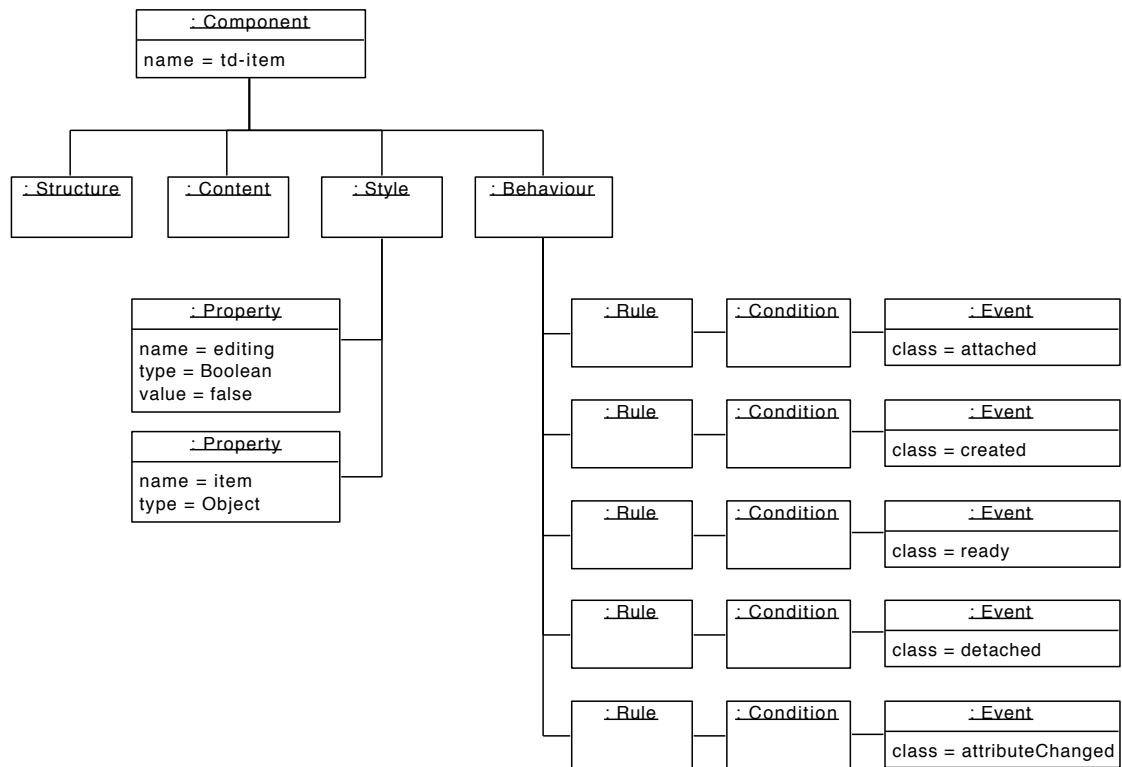 : Component
name = td-item
: Structure
: Content
: Style
: Behaviour
: Property
name = editing
type = Boolean
value = false
: Property
name = item
type = Object
: Rule
: Condition
: Event
class = attached
: Rule
: Condition
: Event
class = created
: Rule
: Condition
: Event
class = ready
: Rule
: Condition
: Event
class = detached
: Rule
: Condition
: Event
class = attributeChanged